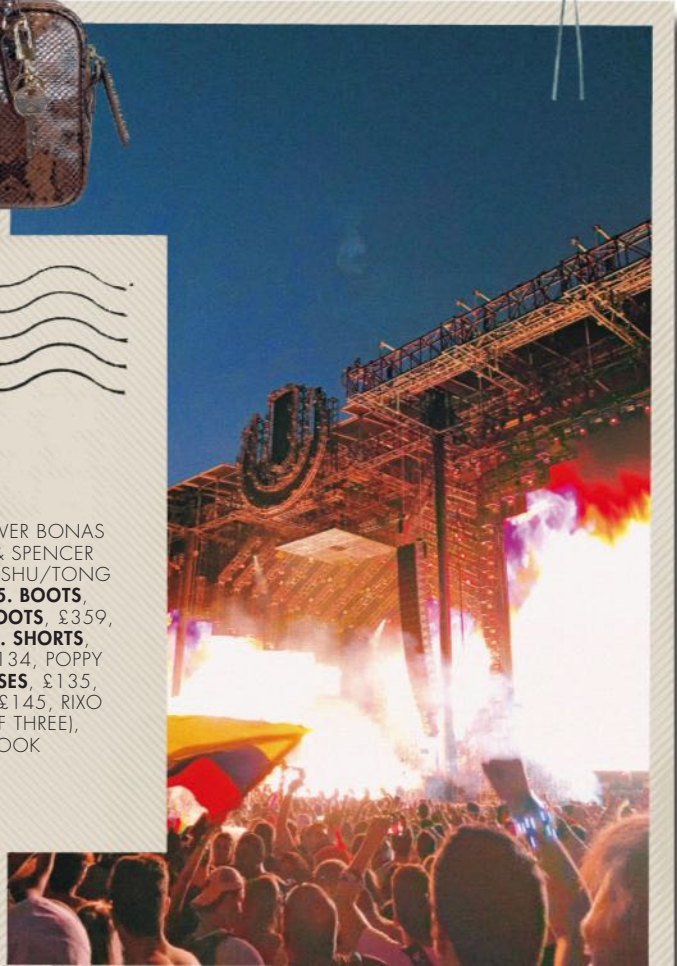 VER BONAS
& SPENCER
SHU/TONG
5. BOOTS,
OOTS, £359,
. SHORTS,
134, POPPY
SES, £135,
£145, RIXO
F THREE),
OOK